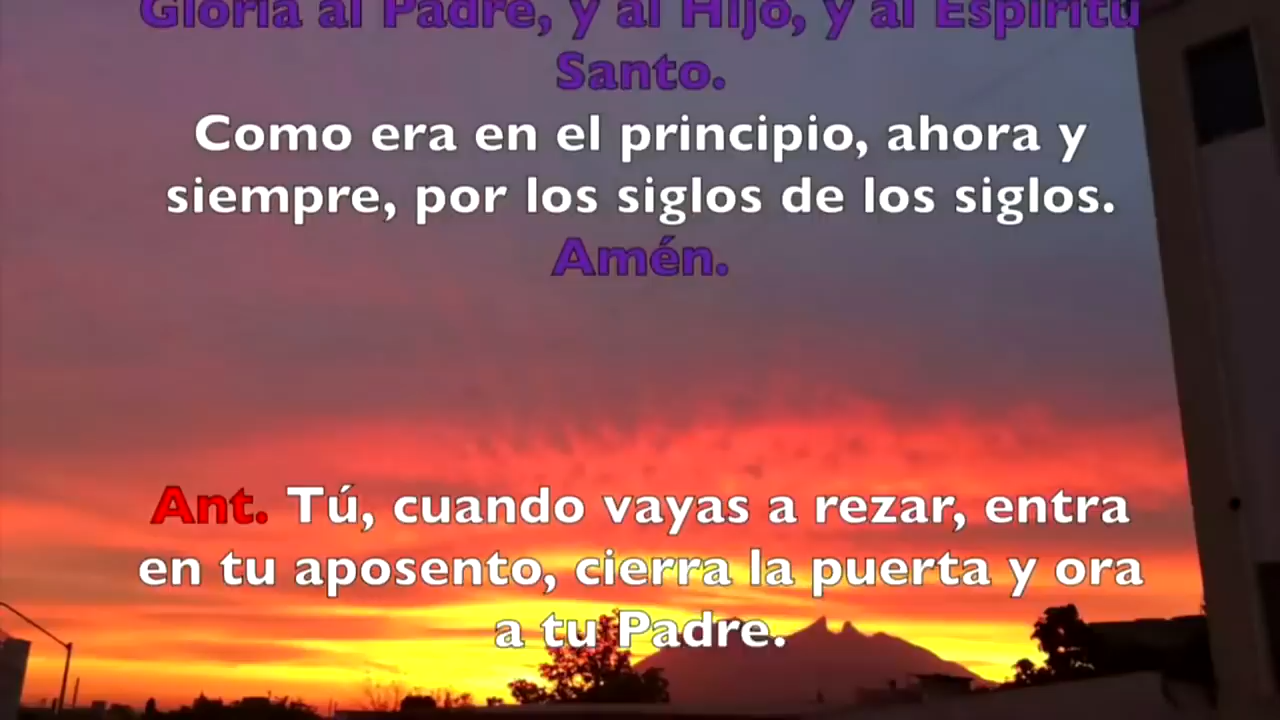 Gloria al Padre, y al Hijo, y al Espíritu
Santo.
Como era en el principio, ahora y
siempre, por los siglos de los siglos.
Amén.
Ant. Tú, cuando vayas a rezar, entra
en tu aposento, cierra la puerta y ora
a tu Padre.